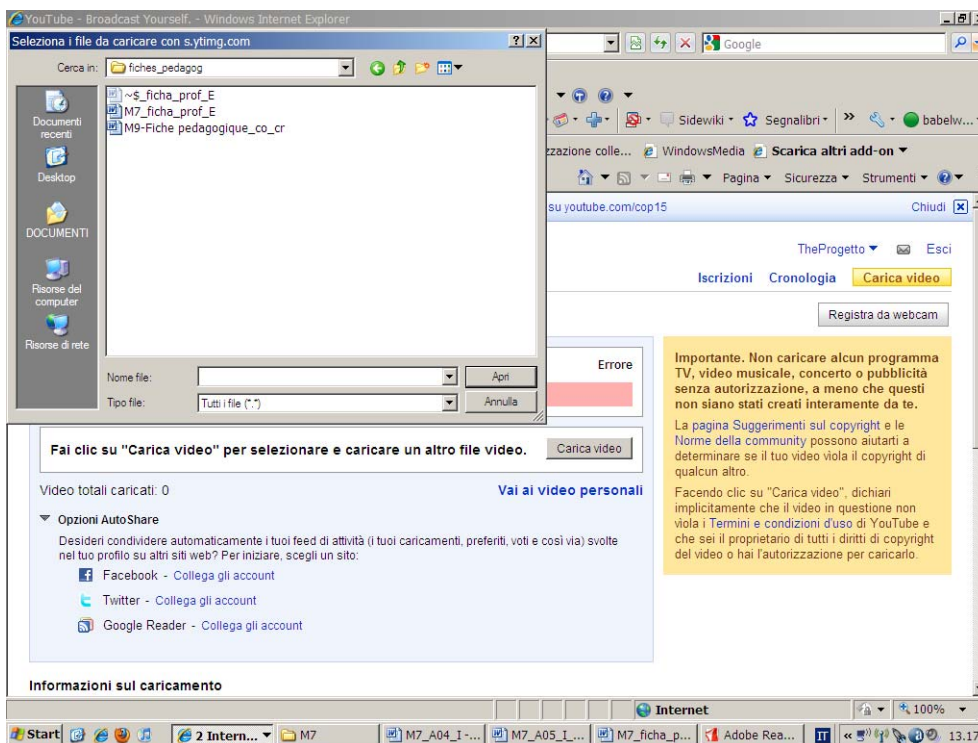 YouTube - Broadcast Yourself. - Windows Internet Explorer
Seleziona i file da caricare con s.ytimg.com
Cerca in: fiches_pedagog
Google
~$_ficha_prof_E
M7_ficha_prof_E
M9-Fiche pedagogique_co_cr
Documenti recenti
Desktop
DOCUMENTI
Risorse del computer
Risorse di rete
Nome file:
Apri
Tipo file: Tutti i file (*.*)
Annulla
Sidewiki Segnalibri » babelw...
zzazione colle... WindowsMedia Scarica altri add-on
Pagina Sicurezza Strumenti
su youtube.com/cop15 Chiudi
TheProgetto Esci
Iscrizioni Cronologia Carica video
Registra da webcam
Errore
Fai clic su "Carica video" per selezionare e caricare un altro file video. Carica video
Video totali caricati: 0 Vai ai video personali
Opzioni AutoShare
Desideri condividere automaticamente i tuoi feed di attività (i tuoi caricamenti, preferiti, voti e così via) svolte
nel tuo profilo su altri siti web? Per iniziare, scegli un sito:
Facebook - Collega gli account
Twitter - Collega gli account
Google Reader - Collega gli account
Informazioni sul caricamento
Importante. Non caricare alcun programma
TV, video musicale, concerto o pubblicità
senza autorizzazione, a meno che questi
non siano stati creati interamente da te.
La pagina Suggerimenti sul copyright e le
Norme della community possono aiutarti a
determinare se il tuo video viola il copyright di
qualcun altro.
Facendo clic su "Carica video", dichiari
implicitamente che il video in questione non
viola i Termini e condizioni d'uso di YouTube e
che sei il proprietario di tutti i diritti di copyright
del video o hai l'autorizzazione per caricarlo.
Internet 100%
Start 2 Intern... M7 M7_A04_I -... M7_A05_I_... M7_ficha_p... Adobe Rea... IT « 13.1